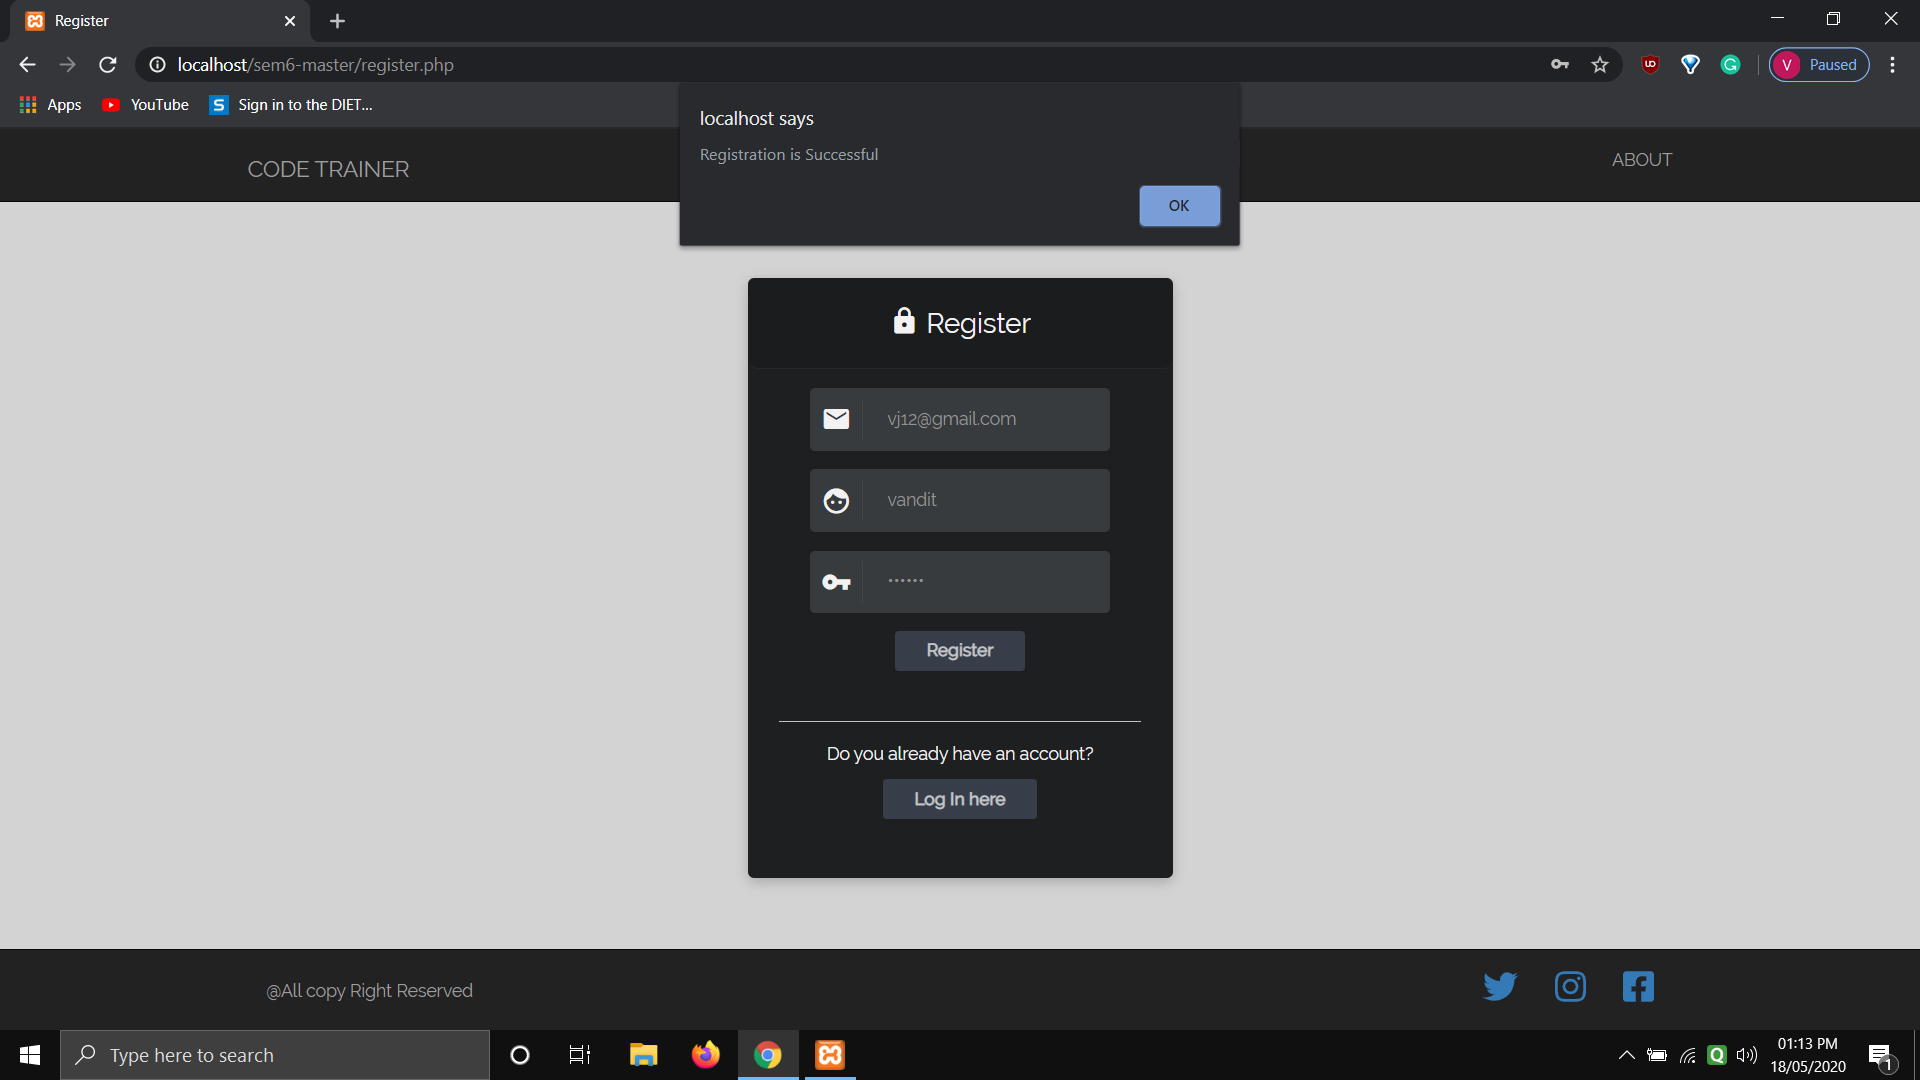 Register
localhost/sem6-master/register.php
V Paused
Apps
YouTube
S Sign in to the DIET...
localhost says
Registration is Successful
OK
CODE TRAINER
ABOUT
Register
vj12@gmail.com
vandit
••••••
Register
Do you already have an account?
Log In here
@All copy Right Reserved
Type here to search
01:13 PM
18/05/2020
1